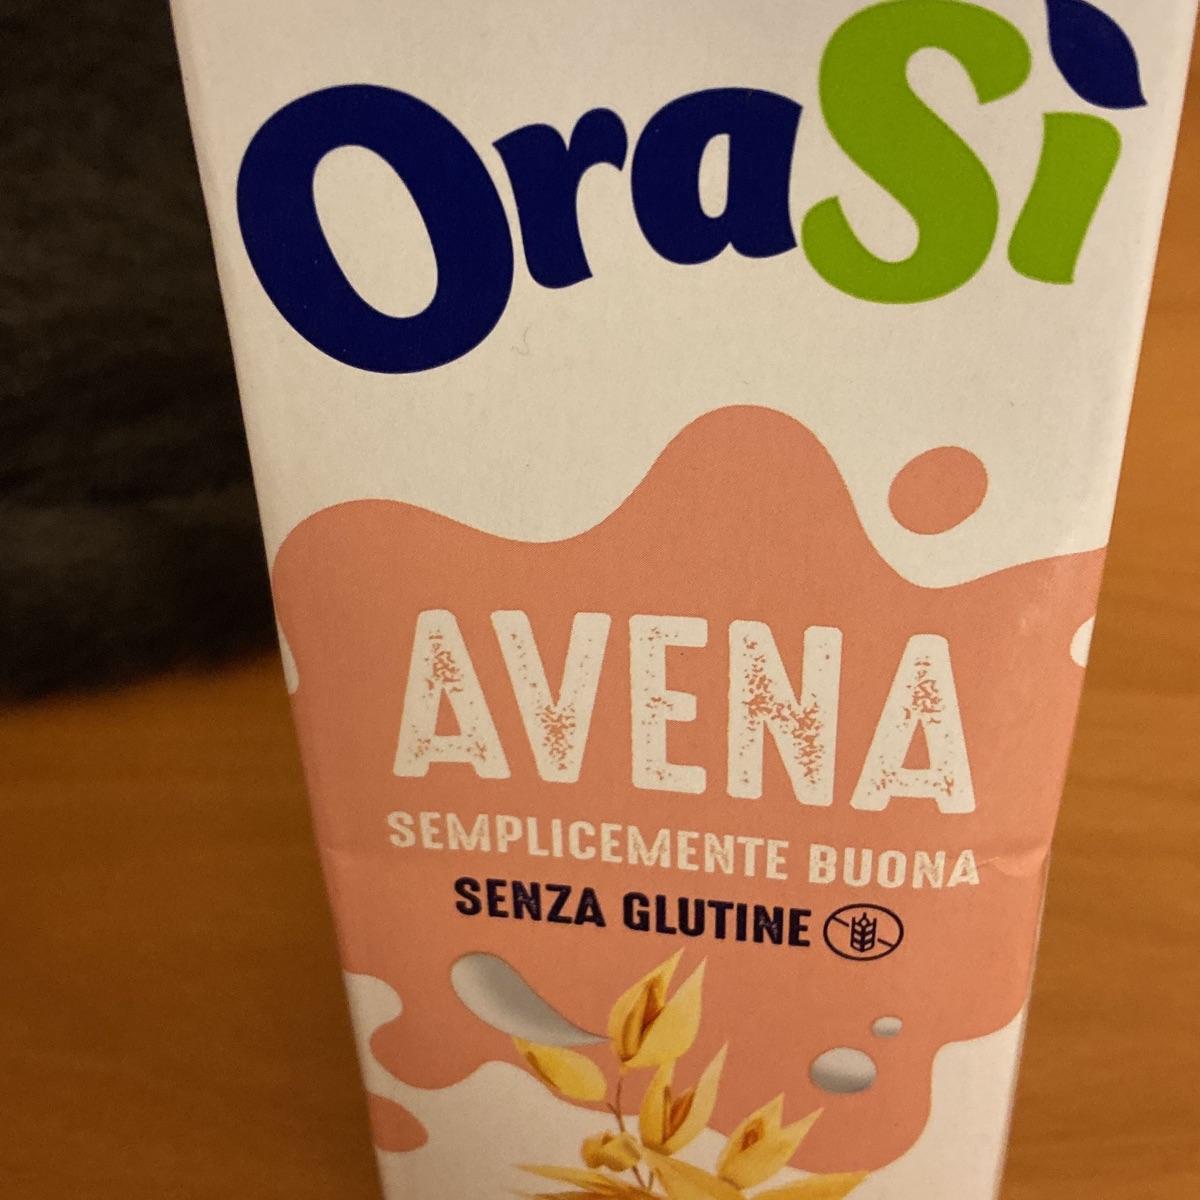 OraSì
AVENA
SEMPLICEMENTE BUONA
SENZA GLUTINE